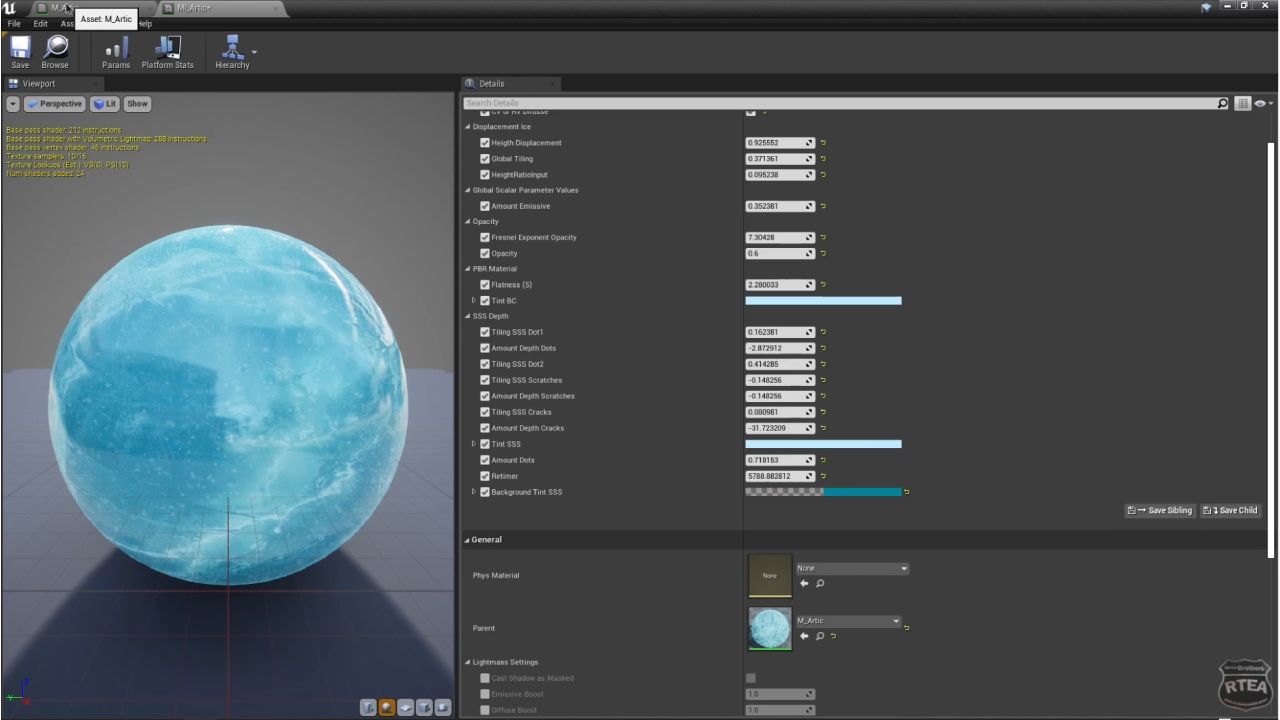 M_Artic
MI_Artic*
Asset: M_Artic
File Edit Ass Help
Save Browse Params Platform Stats Hierarchy
Viewport
Perspective Lit Show
Base pass shader: 212 instructions
Base pass shader with Volumetric Lightmap: 288 instructions
Base pass vertex shader: 46 instructions
Texture samplers: 10/16
Texture Lookups (Est.): VS(0), PS(10)
Num shaders added: 24
Details
Search Details
Displacement Ice
Heigth Displacement 0.925552
Global Tiling 0.371361
HeightRatioInput 0.095238
Global Scalar Parameter Values
Amount Emissive 0.352381
Opacity
Fresnel Exponent Opacity 7.30428
Opacity 0.6
PBR Material
Flatness (S) 2.280033
Tint BC
SSS Depth
Tiling SSS Dot1 0.162381
Amount Depth Dots -2.872912
Tiling SSS Dot2 0.414285
Tiling SSS Scratches -0.148256
Amount Depth Scratches -0.148256
Tiling SSS Cracks 0.080981
Amount Depth Cracks -31.723209
Tint SSS
Amount Dots 0.718153
Retimer 5788.882812
Background Tint SSS
Save Sibling Save Child
General
Phys Material None None
Parent M_Artic
Lightmass Settings
Cast Shadow as Masked
Emissive Boost 1.0
Diffuse Boost 1.0
RTEA